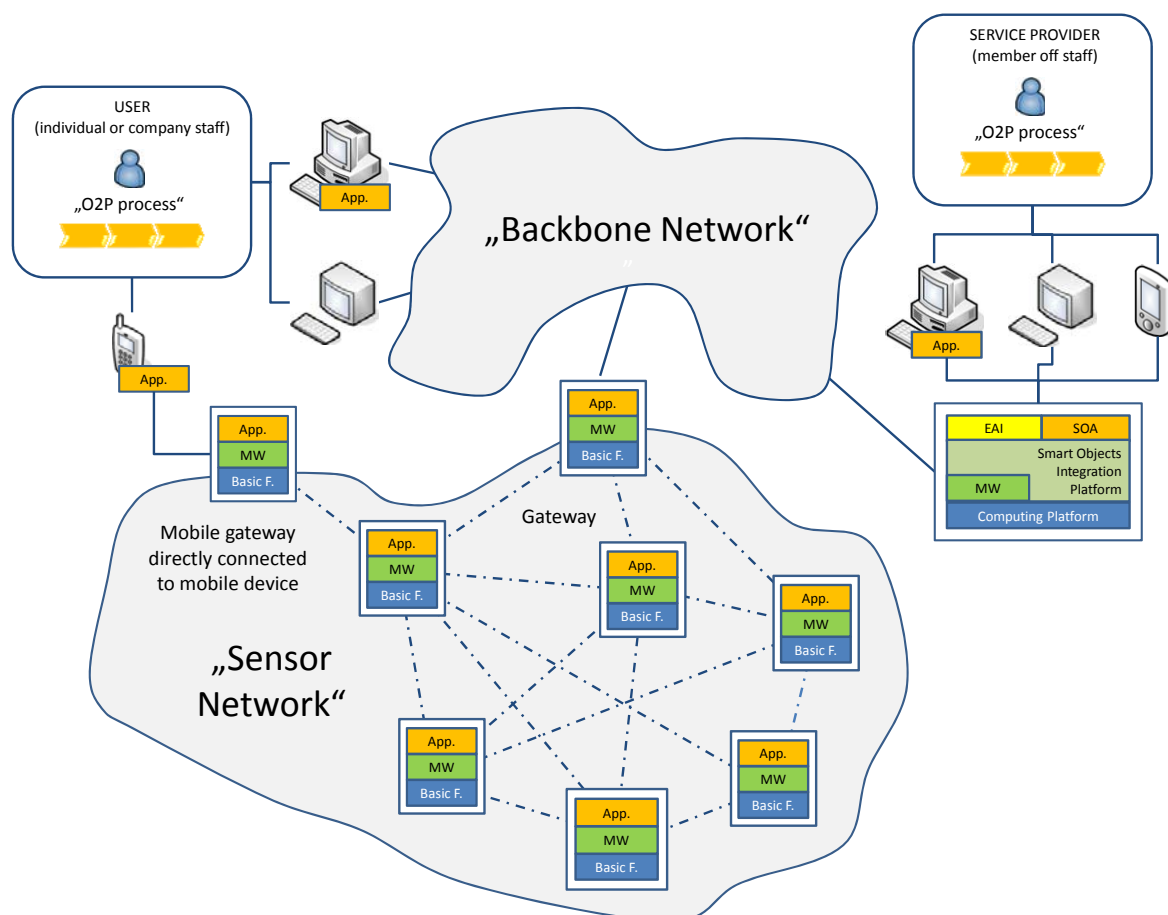 SERVICE PROVIDER
(member off staff)
„O2P process“
USER
(individual or company staff)
„O2P process“
App.
„Backbone Network“
„
App.
App.
App.
MW
Basic F.
App.
MW
Basic F.
EAI
SOA
Smart Objects
Integration
Platform
MW
Computing Platform
Mobile gateway
directly connected
to mobile device
Gateway
App.
MW
Basic F.
App.
MW
Basic F.
App.
MW
Basic F.
„Sensor
Network“
App.
MW
Basic F.
App.
MW
Basic F.
App.
MW
Basic F.